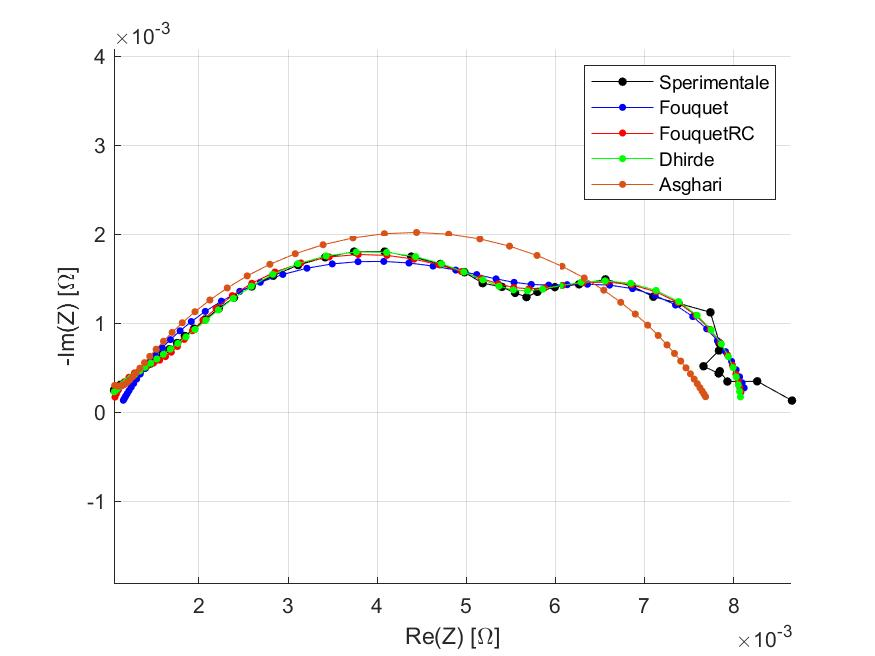 ×10⁻³
4
3
2
1
0
-1
-Im(Z) [Ω]
Sperimentale
Fouquet
FouquetRC
Dhirde
Asghari
2 3 4 5 6 7 8
Re(Z) [Ω]
×10⁻³